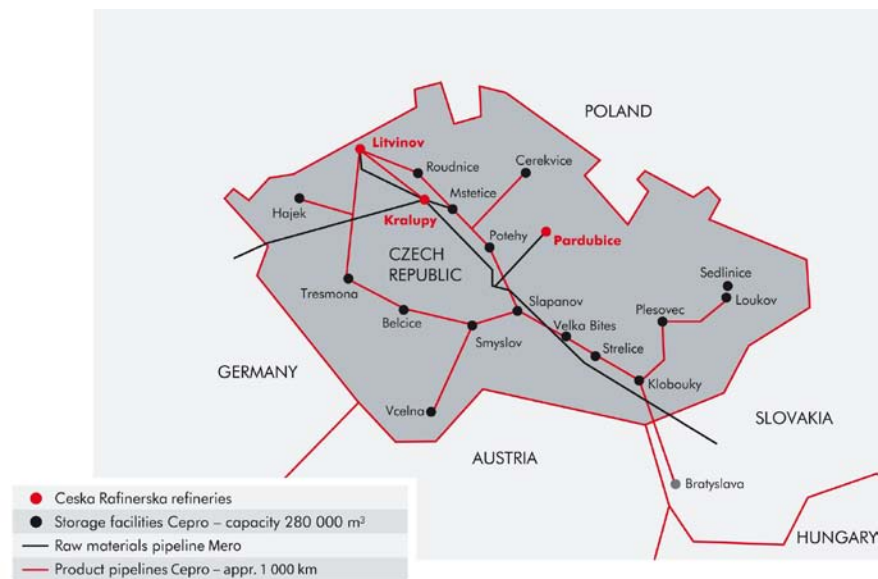 POLAND
Litvinov
Roudnice
Cerekvice
Mstetice
Hajek
Kralupy
Pardubice
Potehy
CZECH
REPUBLIC
Sedlinice
Tresmona
Loukov
Plesovec
Slapanov
Belcice
Velka Bites
Smyslov
Strelice
GERMANY
Klobouky
Vcelna
SLOVAKIA
AUSTRIA
Bratyslava
Ceska Rafinerska refineries
Storage facilities Cepro – capacity 280 000 m³
Raw materials pipeline Mero
HUNGARY
Product pipelines Cepro – appr. 1 000 km